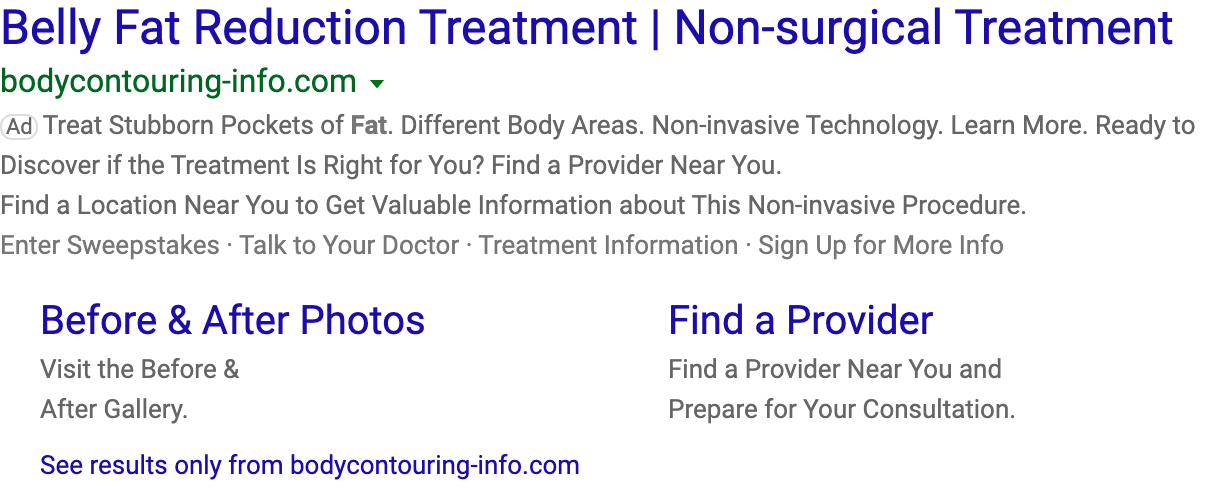 Belly Fat Reduction Treatment | Non-surgical Treatment
bodycontouring-info.com
Ad Treat Stubborn Pockets of Fat. Different Body Areas. Non-invasive Technology. Learn More. Ready to
Discover if the Treatment Is Right for You? Find a Provider Near You.
Find a Location Near You to Get Valuable Information about This Non-invasive Procedure.
Enter Sweepstakes · Talk to Your Doctor · Treatment Information · Sign Up for More Info
Before & After Photos
Visit the Before &
After Gallery.
Find a Provider
Find a Provider Near You and
Prepare for Your Consultation.
See results only from bodycontouring-info.com